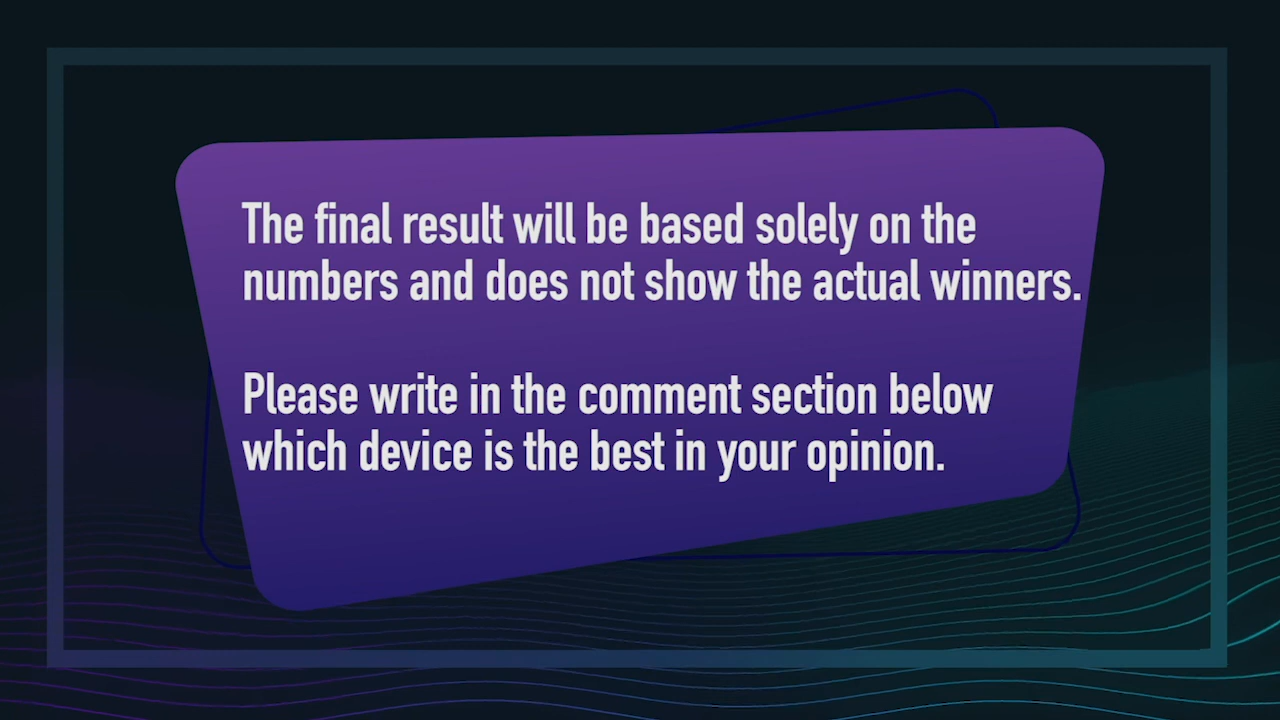 The final result will be based solely on the
numbers and does not show the actual winners.
Please write in the comment section below
which device is the best in your opinion.